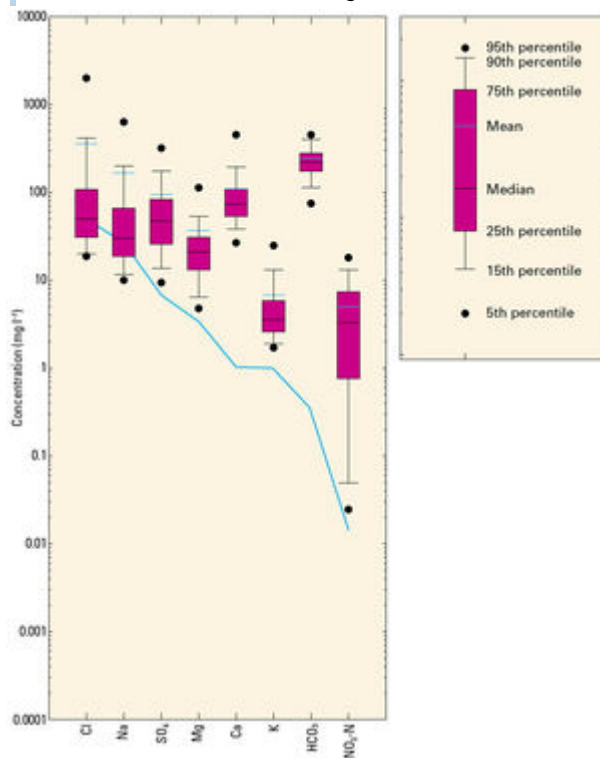 10000
1000
100
10
1
0.1
0.01
0.001
0.0001
Concentration (mg l⁻¹)
Cl
Na
SO₄
Mg
Ca
K
HCO₃
NO₃-N
95th percentile
90th percentile
75th percentile
Mean
Median
25th percentile
15th percentile
5th percentile